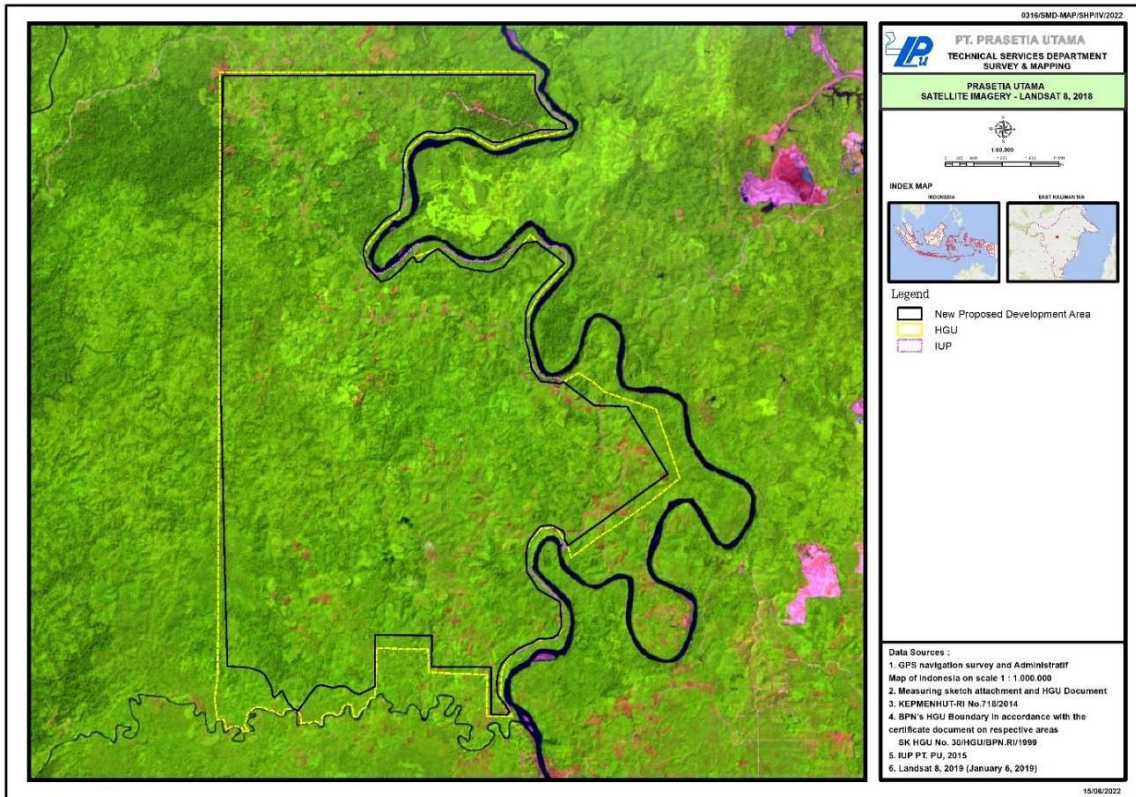 0316/SMD-MAP/SHP/IV/2022
PT. PRASETIA UTAMA
TECHNICAL SERVICES DEPARTMENT
SURVEY & MAPPING
PRASETIA UTAMA
SATELLITE IMAGERY - LANDSAT 8, 2018
INDEX MAP
INDONESIA
EAST KALIMANTAN
Legend
New Proposed Development Area
HGU
IUP
Data Sources :
1. GPS navigation survey and Administratif
Map of Indonesia on scale 1 : 1.000.000
2. Measuring sketch attachment and HGU Document
3. KEPMENHUT-RI No.718/2014
4. BPN's HGU Boundary in accordance with the
certificate document on respective areas
SK HGU No. 30/HGU/BPN.RI/1999
5. IUP PT. PU, 2015
6. Landsat 8, 2019 (January 6, 2019)
15/06/2022